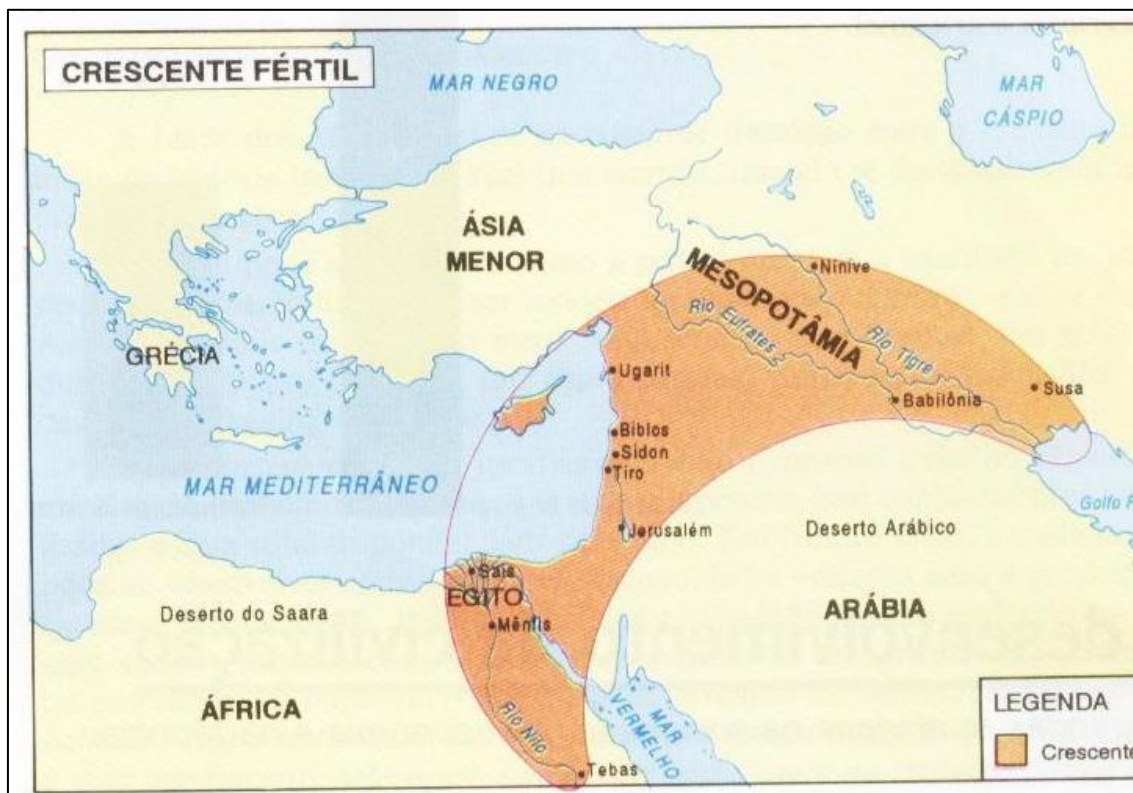 CRESCENTE FÉRTIL
MAR NEGRO
MAR
CÁSPIO
ÁSIA
MENOR
GRÉCIA
MESOPOTÂMIA
Nínive
Rio Eufrates
Rio Tigre
Ugarit
Susa
Babilônia
Biblos
Sidon
Tiro
MAR MEDITERRÂNEO
Jerusalém
Deserto Arábico
Golfo
Saís
EGITO
Deserto do Saara
Mênfis
ARÁBIA
ÁFRICA
Rio Nilo
MAR
VERMELHO
Tebas
LEGENDA
Crescente